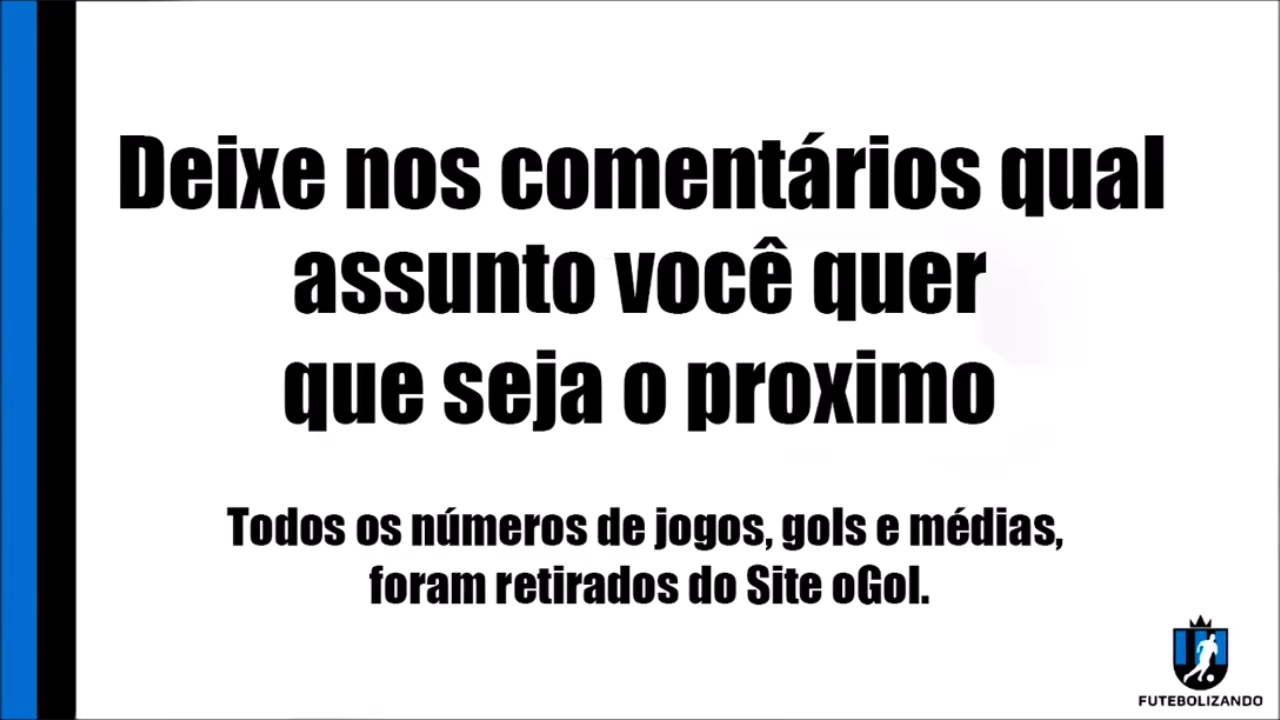 Deixe nos comentários qual
assunto você quer
que seja o proximo
Todos os números de jogos, gols e médias,
foram retirados do Site oGol.
FUTEBOLIZANDO